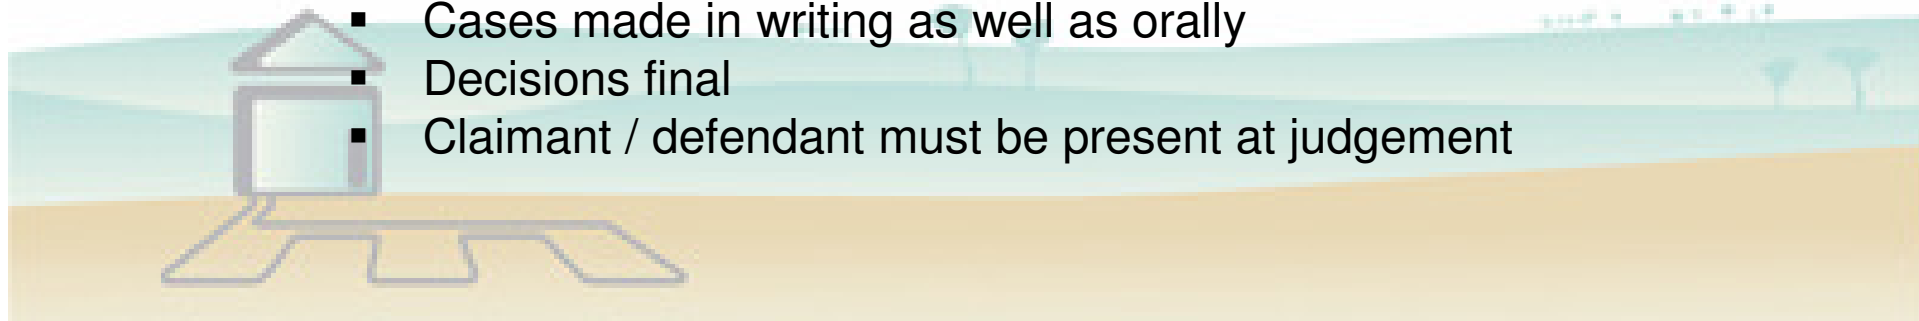 ▪ Cases made in writing as well as orally
▪ Decisions final
▪ Claimant / defendant must be present at judgement